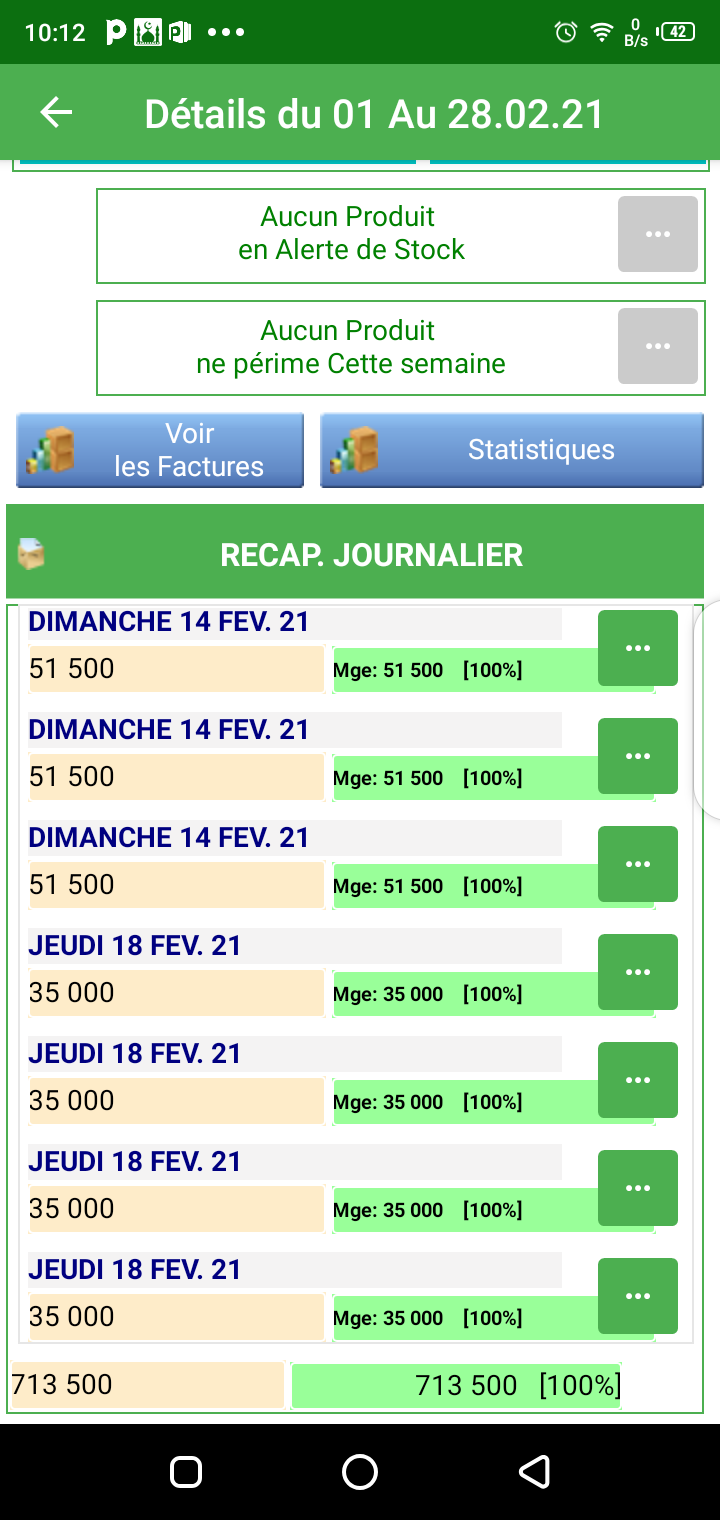 10:12
0
B/s
42
Détails du 01 Au 28.02.21
Aucun Produit
en Alerte de Stock
Aucun Produit
ne périme Cette semaine
Voir
les Factures
Statistiques
RECAP. JOURNALIER
DIMANCHE 14 FEV. 21
51 500 Mge: 51 500 [100%]
DIMANCHE 14 FEV. 21
51 500 Mge: 51 500 [100%]
DIMANCHE 14 FEV. 21
51 500 Mge: 51 500 [100%]
JEUDI 18 FEV. 21
35 000 Mge: 35 000 [100%]
JEUDI 18 FEV. 21
35 000 Mge: 35 000 [100%]
JEUDI 18 FEV. 21
35 000 Mge: 35 000 [100%]
JEUDI 18 FEV. 21
35 000 Mge: 35 000 [100%]
713 500 713 500 [100%]